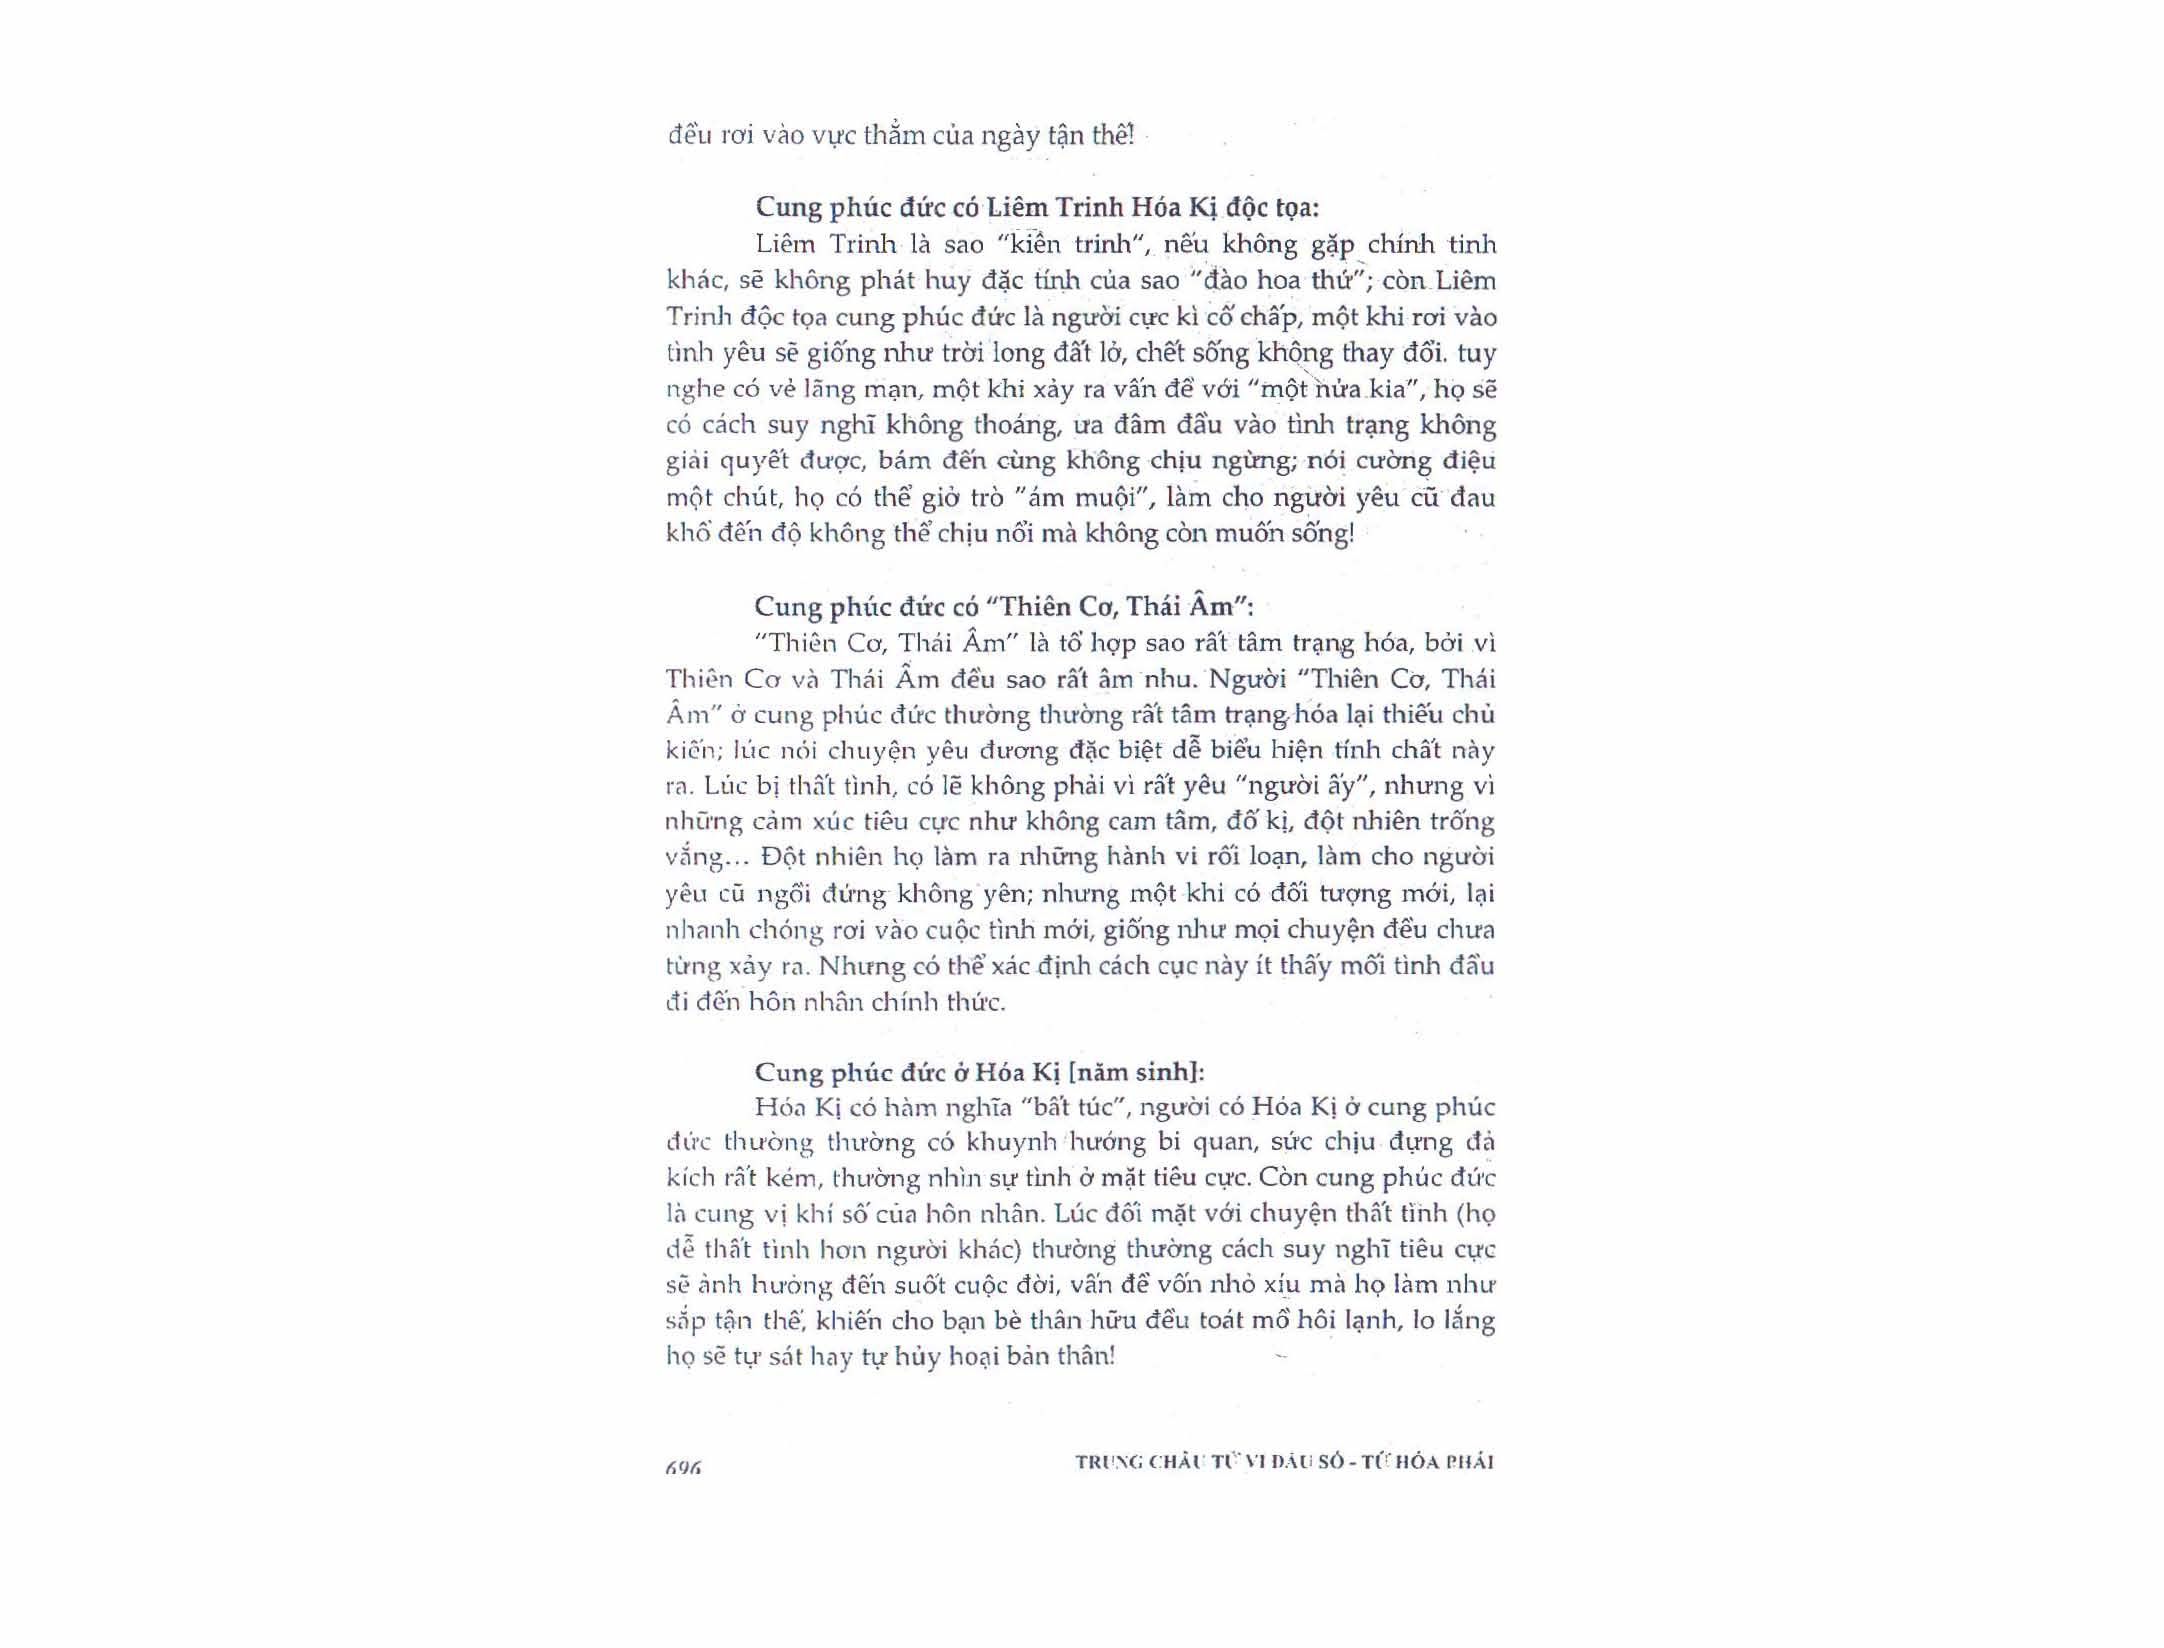 đều rơi vào vực thẳm của ngày tận thế!
Cung phúc đức có Liêm Trinh Hóa Kị độc tọa:
Liêm Trinh là sao "kiền trinh", nếu không gặp chính tinh
khác, sẽ không phát huy đặc tính của sao "đào hoa thứ"; còn Liêm
Trinh độc tọa cung phúc đức là người cực kì cố chấp, một khi rơi vào
tình yêu sẽ giống như trời long đất lở, chết sống không thay đổi. tuy
nghe có vẻ lãng mạn, một khi xảy ra vấn đề với "một nửa kia", họ sẽ
có cách suy nghĩ không thoáng, ưa đâm đầu vào tình trạng không
giải quyết được, bám đến cùng không chịu ngừng; nói cường điệu
một chút, họ có thể giở trò "ám muội", làm cho người yêu cũ đau
khổ đến độ không thể chịu nổi mà không còn muốn sống!
Cung phúc đức có "Thiên Cơ, Thái Âm":
"Thiên Cơ, Thái Âm" là tổ hợp sao rất tâm trạng hóa, bởi vì
Thiên Cơ và Thái Âm đều sao rất âm nhu. Người "Thiên Cơ, Thái
Âm" ở cung phúc đức thường thường rất tâm trạng hóa lại thiếu chủ
kiến; lúc nói chuyện yêu đương đặc biệt dễ biểu hiện tính chất này
ra. Lúc bị thất tình, có lẽ không phải vì rất yêu "người ấy", nhưng vì
những cảm xúc tiêu cực như không cam tâm, đố kị, đột nhiên trống
vắng... Đột nhiên họ làm ra những hành vi rối loạn, làm cho người
yêu cũ ngồi đứng không yên; nhưng một khi có đối tượng mới, lại
nhanh chóng rơi vào cuộc tình mới, giống như mọi chuyện đều chưa
từng xảy ra. Nhưng có thể xác định cách cục này ít thấy mối tình đầu
đi đến hôn nhân chính thức.
Cung phúc đức ở Hóa Kị [năm sinh]:
Hóa Kị có hàm nghĩa "bất túc", người có Hóa Kị ở cung phúc
đức thường thường có khuynh hướng bi quan, sức chịu đựng đả
kích rất kém, thường nhìn sự tình ở mặt tiêu cực. Còn cung phúc đức
là cung vị khí số của hôn nhân. Lúc đối mặt với chuyện thất tình (họ
dễ thất tình hơn người khác) thường thường cách suy nghĩ tiêu cực
sẽ ảnh hưởng đến suốt cuộc đời, vấn đề vốn nhỏ xíu mà họ làm như
sắp tận thế, khiến cho bạn bè thân hữu đều toát mồ hôi lạnh, lo lắng
họ sẽ tự sát hay tự hủy hoại bản thân!
696
TRUNG CHÂU TỬ VI ĐẨU SỐ - TỨ HÓA PHÁI